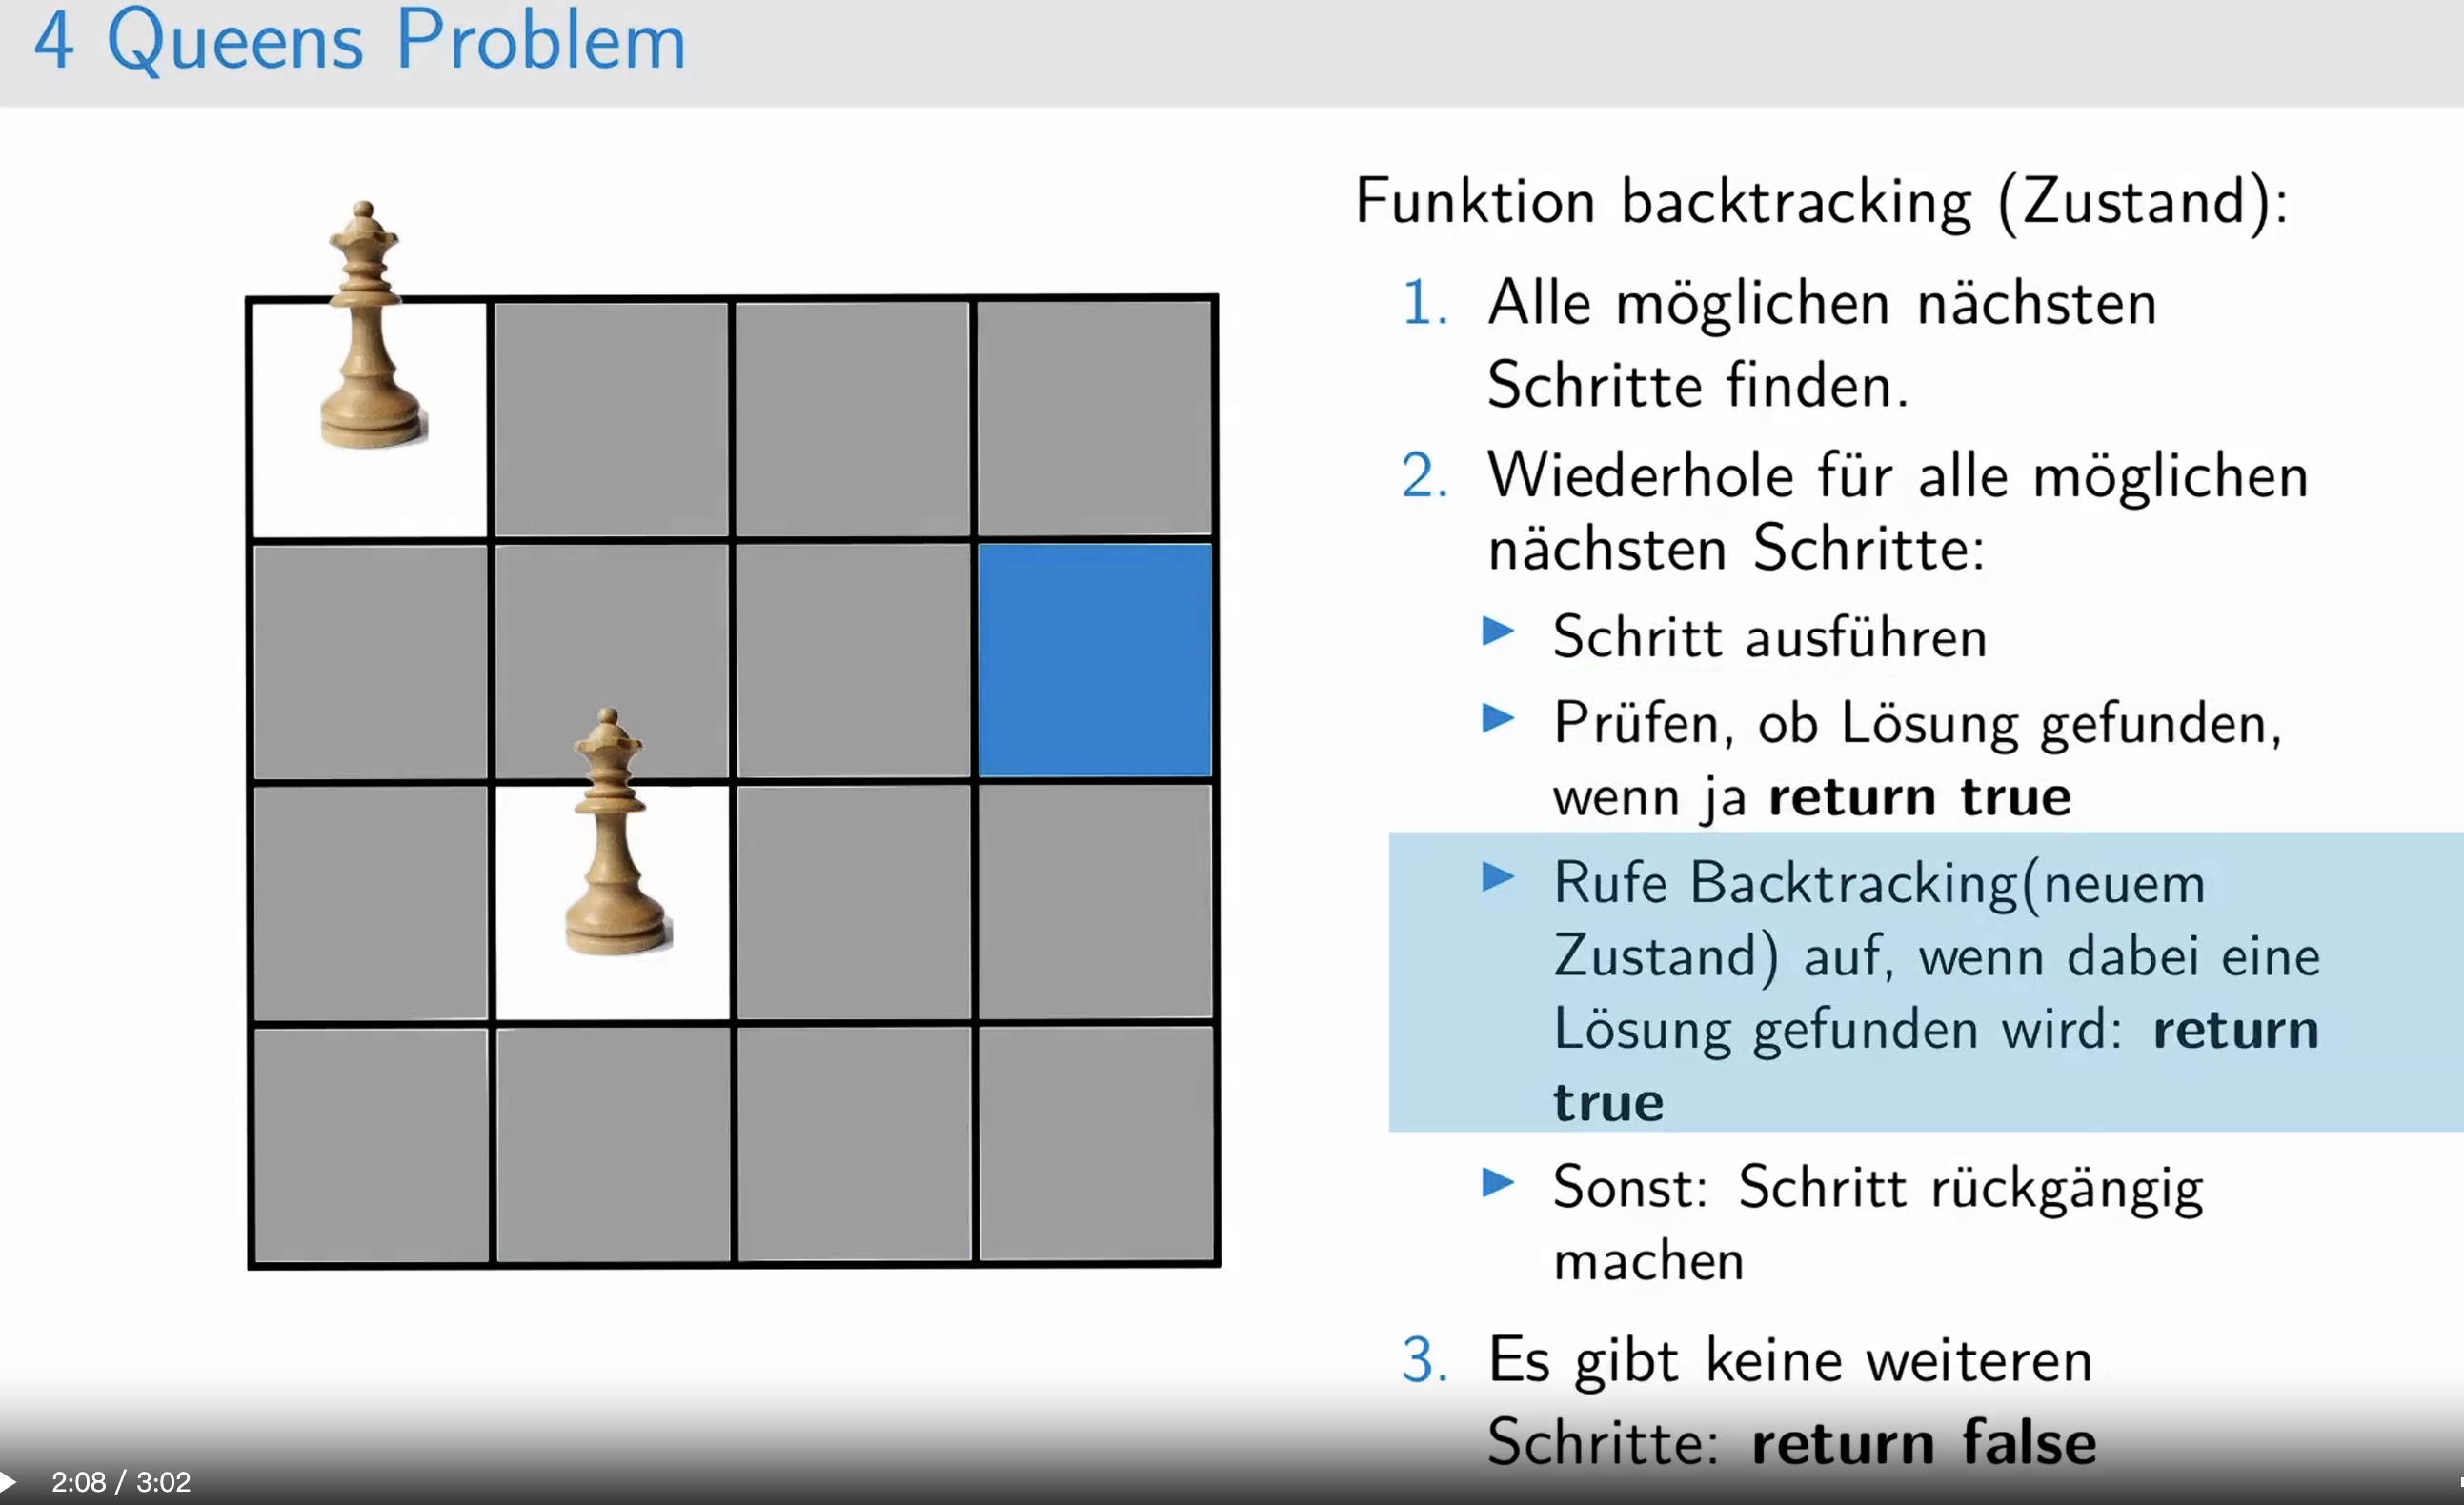 4 Queens Problem
Funktion backtracking (Zustand):
1. Alle möglichen nächsten
Schritte finden.
2. Wiederhole für alle möglichen
nächsten Schritte:
▶ Schritt ausführen
▶ Prüfen, ob Lösung gefunden,
wenn ja return true
▶ Rufe Backtracking(neuem
Zustand) auf, wenn dabei eine
Lösung gefunden wird: return
true
▶ Sonst: Schritt rückgängig
machen
3. Es gibt keine weiteren
Schritte: return false
2:08 / 3:02